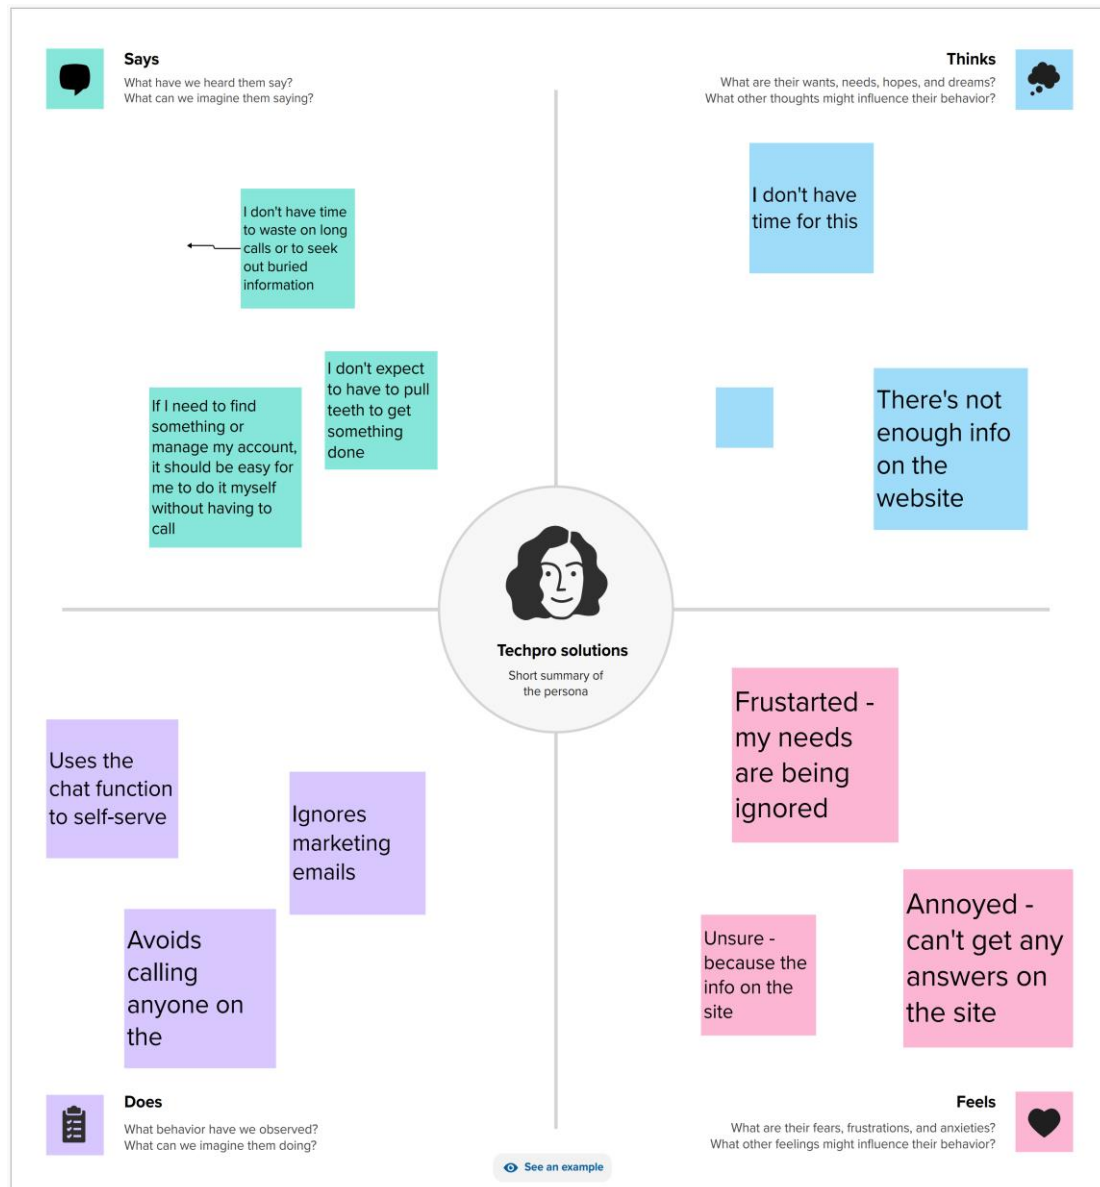 Says
What have we heard them say?
What can we imagine them saying?
Thinks
What are their wants, needs, hopes, and dreams?
What other thoughts might influence their behavior?
I don't have time
to waste on long
calls or to seek
out buried
information
I don't expect
to have to pull
teeth to get
something
done
If I need to find
something or
manage my account,
it should be easy for
me to do it myself
without having to
call
I don't have
time for this
There's not
enough info
on the
website
Techpro solutions
Short summary of
the persona
Uses the
chat function
to self-serve
Ignores
marketing
emails
Avoids
calling
anyone on
the
Frustarted -
my needs
are being
ignored
Unsure -
because the
info on the
site
Annoyed -
can't get any
answers on
the site
Does
What behavior have we observed?
What can we imagine them doing?
Feels
What are their fears, frustrations, and anxieties?
What other feelings might influence their behavior?
See an example